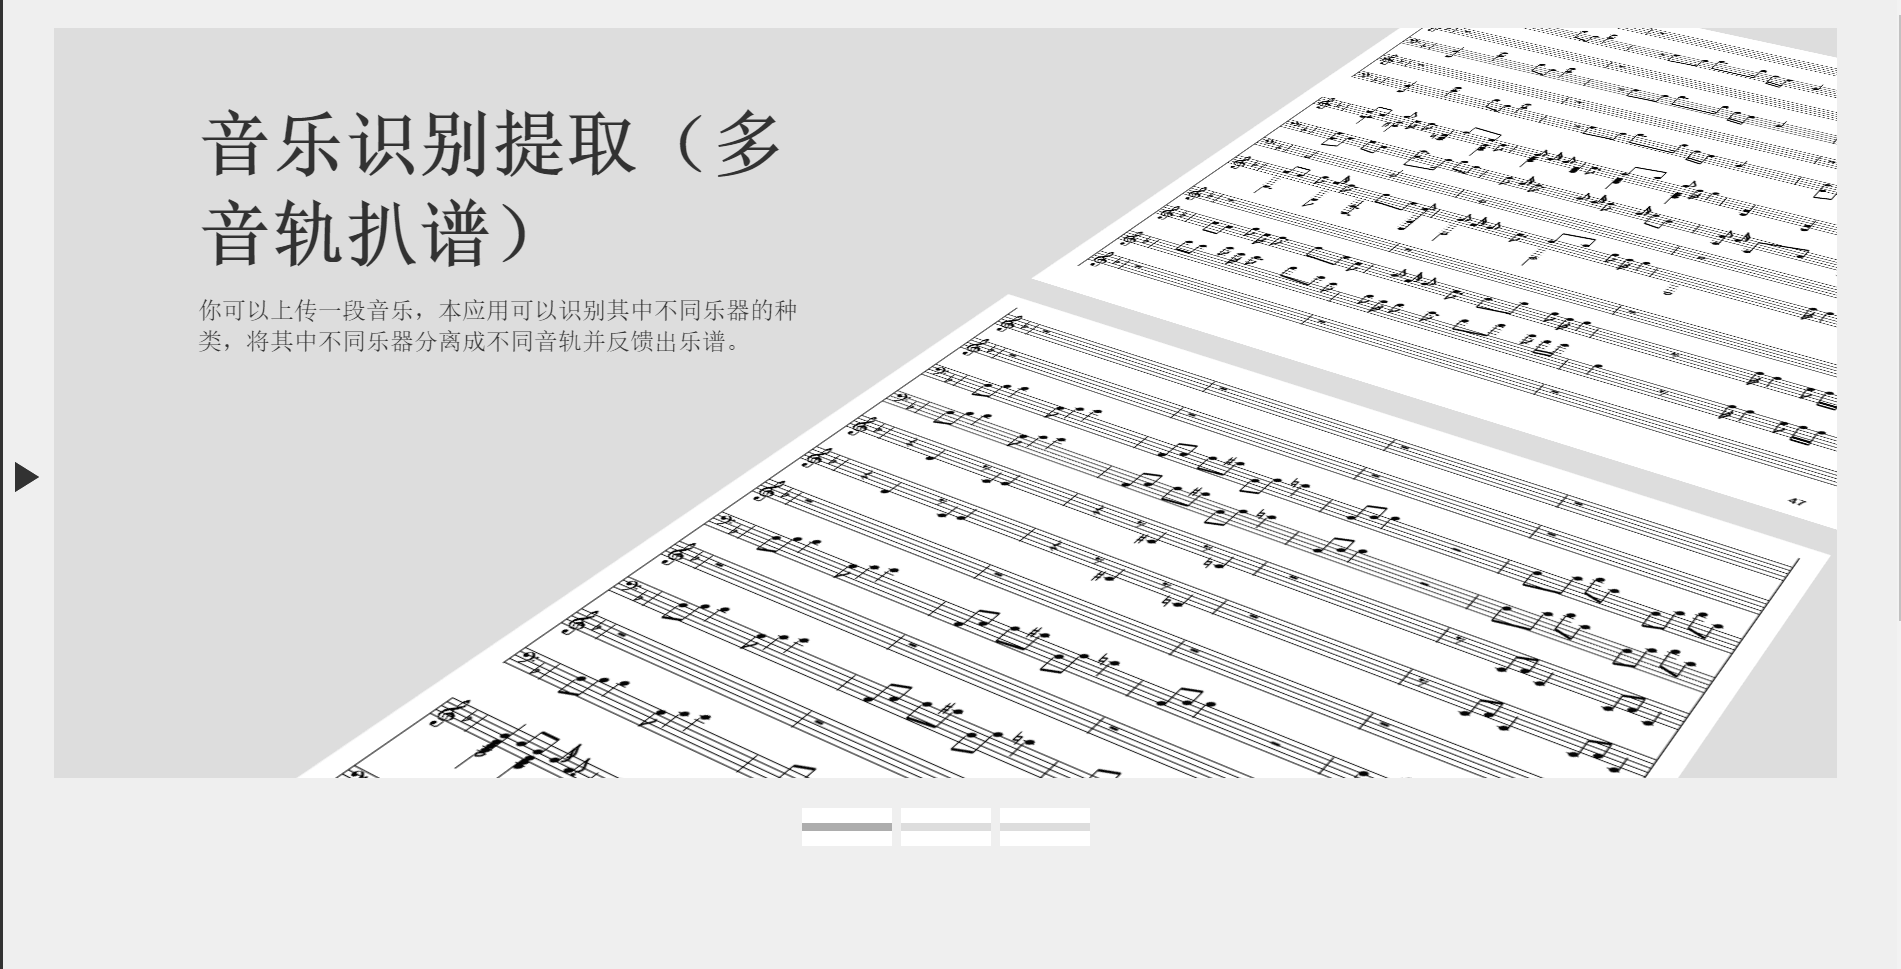 音乐识别提取（多
音轨扒谱）
你可以上传一段音乐，本应用可以识别其中不同乐器的种
类，将其中不同乐器分离成不同音轨并反馈出乐谱。
47